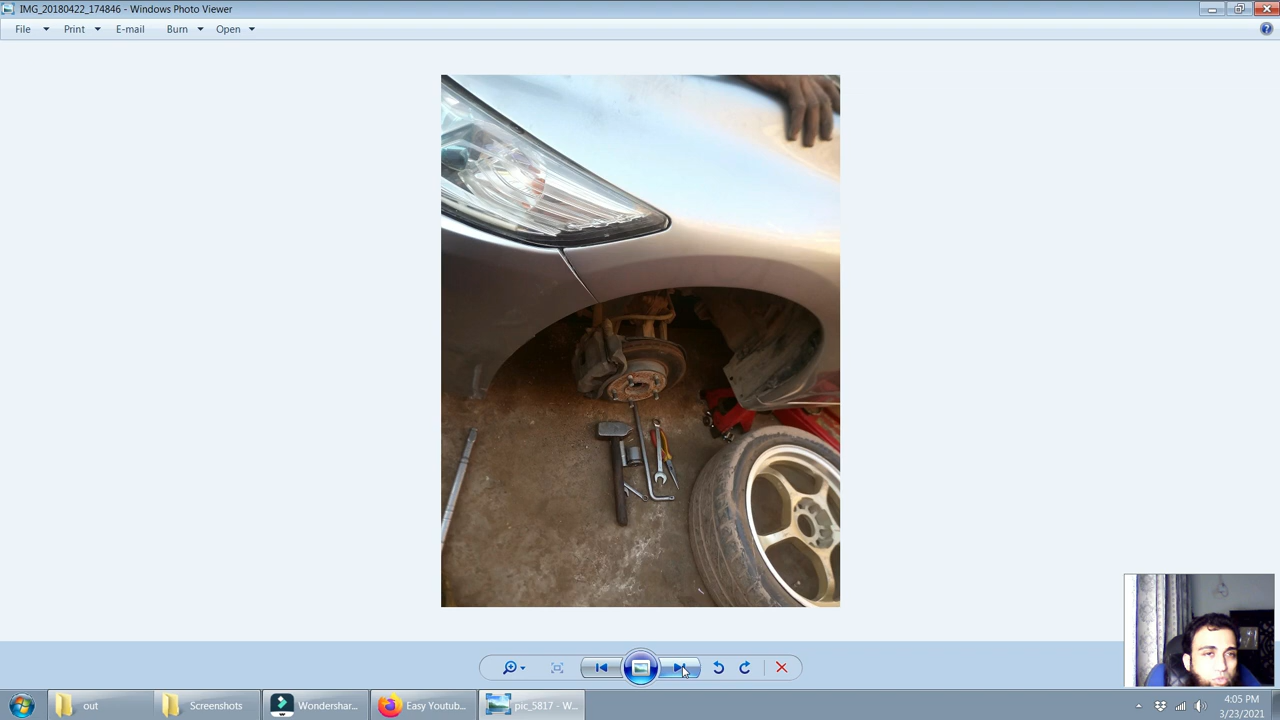 IMG_20180422_174846 - Windows Photo Viewer
File Print E-mail Burn Open
out
Screenshots
Wondershar...
Easy Youtub...
pic_5817 - W...
4:05 PM
3/23/2021